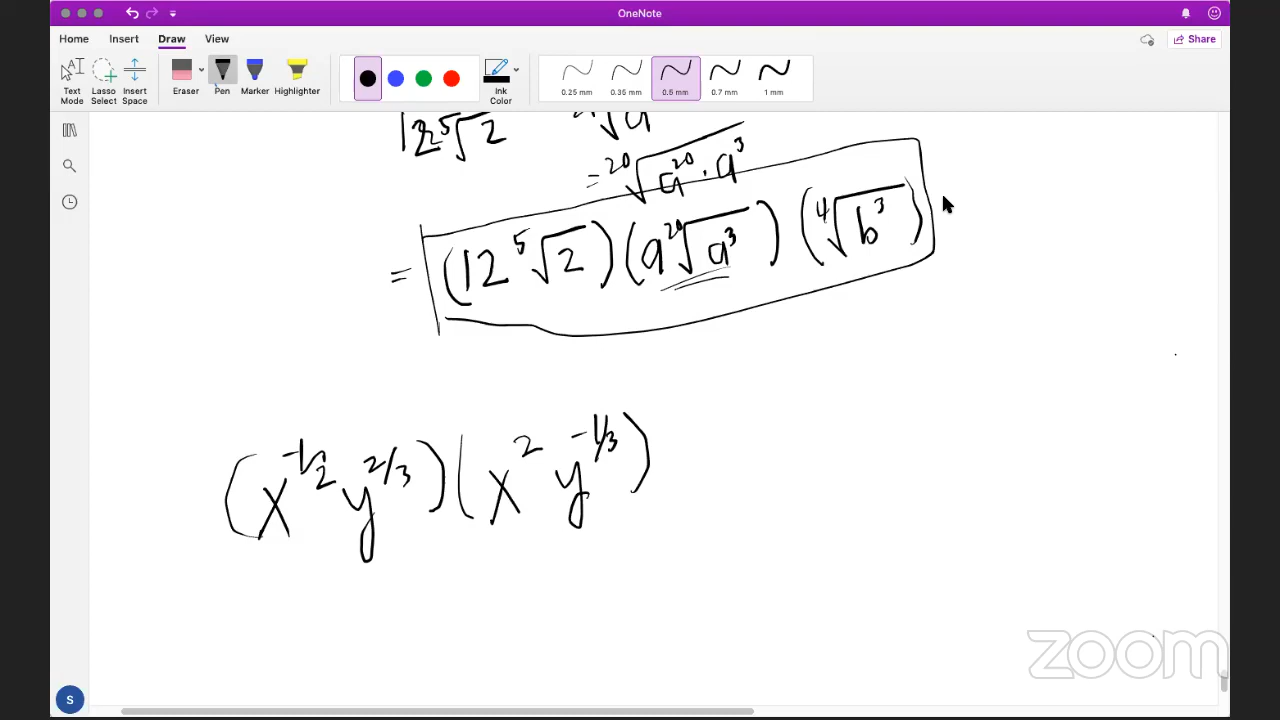 OneNote
Home Insert Draw View Share
Text Mode Lasso Select Insert Space Eraser Pen Marker Highlighter Ink Color 0.25 mm 0.35 mm 0.5 mm 0.7 mm 1 mm
= ²⁰√(a²⁰ · a³)
= (12 ⁵√2) (a ²⁰√a³) (⁴√b³)
(x^(-1/2) y^(2/3)) (x² y^(-1/3))
zoom
S